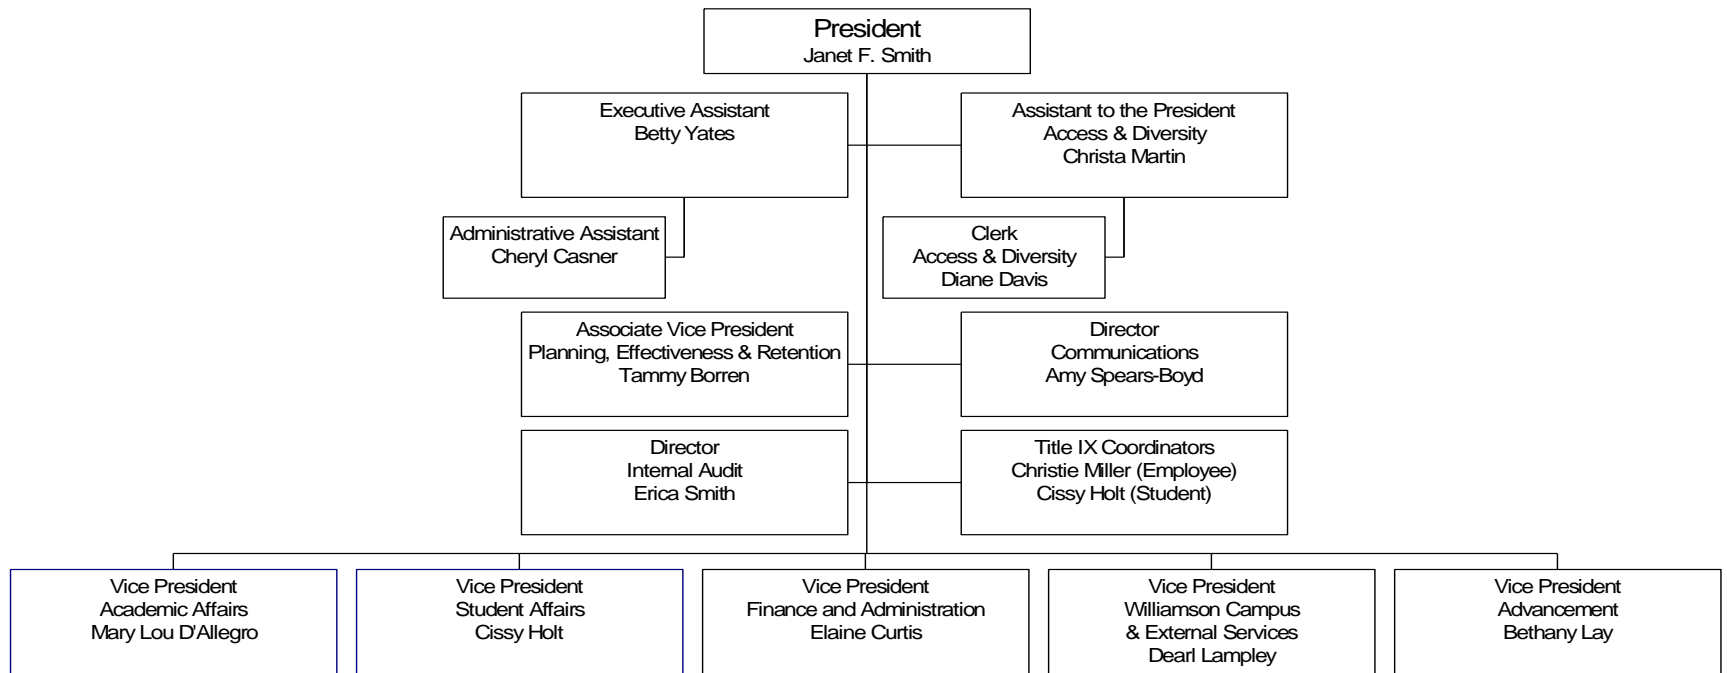 President
Janet F. Smith
Executive Assistant
Betty Yates
Assistant to the President
Access & Diversity
Christa Martin
Administrative Assistant
Cheryl Casner
Clerk
Access & Diversity
Diane Davis
Associate Vice President
Planning, Effectiveness & Retention
Tammy Borren
Director
Communications
Amy Spears-Boyd
Director
Internal Audit
Erica Smith
Title IX Coordinators
Christie Miller (Employee)
Cissy Holt (Student)
Vice President
Academic Affairs
Mary Lou D'Allegro
Vice President
Student Affairs
Cissy Holt
Vice President
Finance and Administration
Elaine Curtis
Vice President
Williamson Campus
& External Services
Dearl Lampley
Vice President
Advancement
Bethany Lay